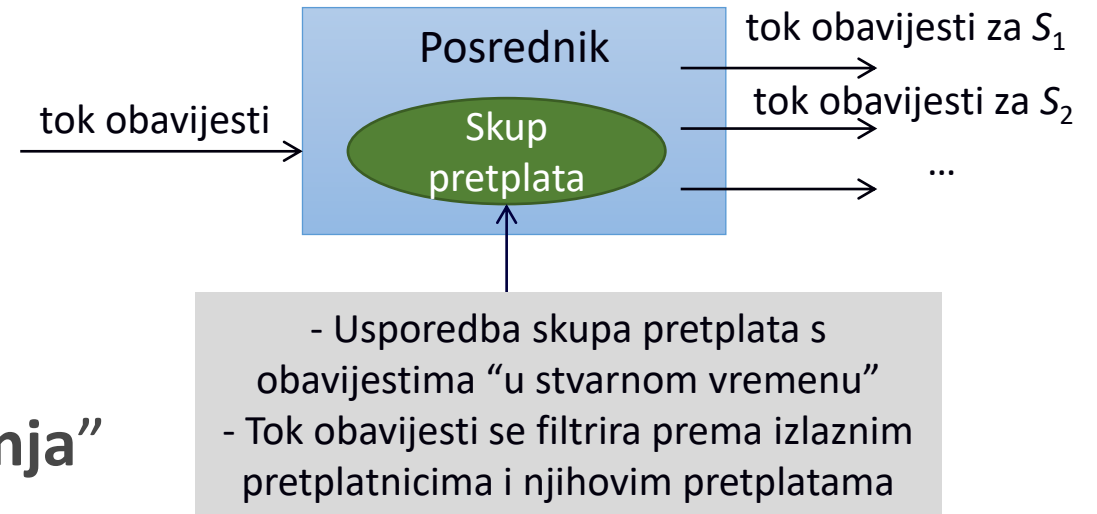 tok obavijesti za S₁
Posrednik
tok obavijesti za S₂
tok obavijesti
Skup
pretplata
...
- Usporedba skupa pretplata s
obavijestima “u stvarnom vremenu”
- Tok obavijesti se filtrira prema izlaznim
pretplatnicima i njihovim pretplatama
nja”